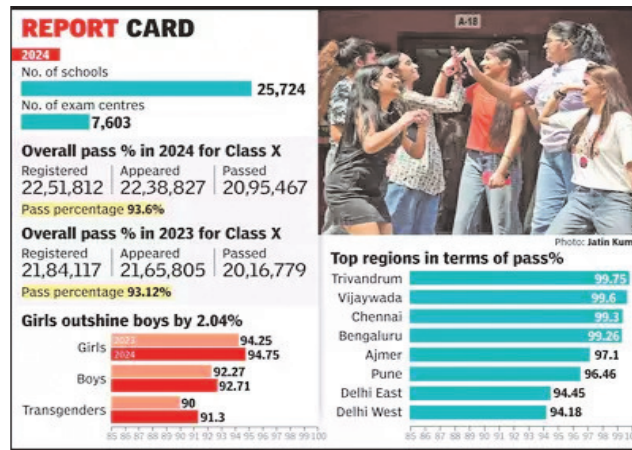 REPORT CARD
2024
No. of schools
25,724
No. of exam centres
7,603
Overall pass % in 2024 for Class X
Registered Appeared Passed
22,51,812 22,38,827 20,95,467
Pass percentage 93.6%
Overall pass % in 2023 for Class X
Registered Appeared Passed
21,84,117 21,65,805 20,16,779
Pass percentage 93.12%
Girls outshine boys by 2.04%
Girls
2023 94.25
2024 94.75
Boys
92.27
92.71
Transgenders
90
91.3
85 86 87 88 89 90 91 92 93 94 95 96 97 98 99 100
A-18
Photo: Jatin Kum
Top regions in terms of pass%
Trivandrum 99.75
Vijaywada 99.6
Chennai 99.3
Bengaluru 99.26
Ajmer 97.1
Pune 96.46
Delhi East 94.45
Delhi West 94.18
85 86 87 88 89 90 91 92 93 94 95 96 97 98 99 10